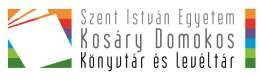 Szent István Egyetem
Kosáry Domokos
Könyvtár és Levéltár